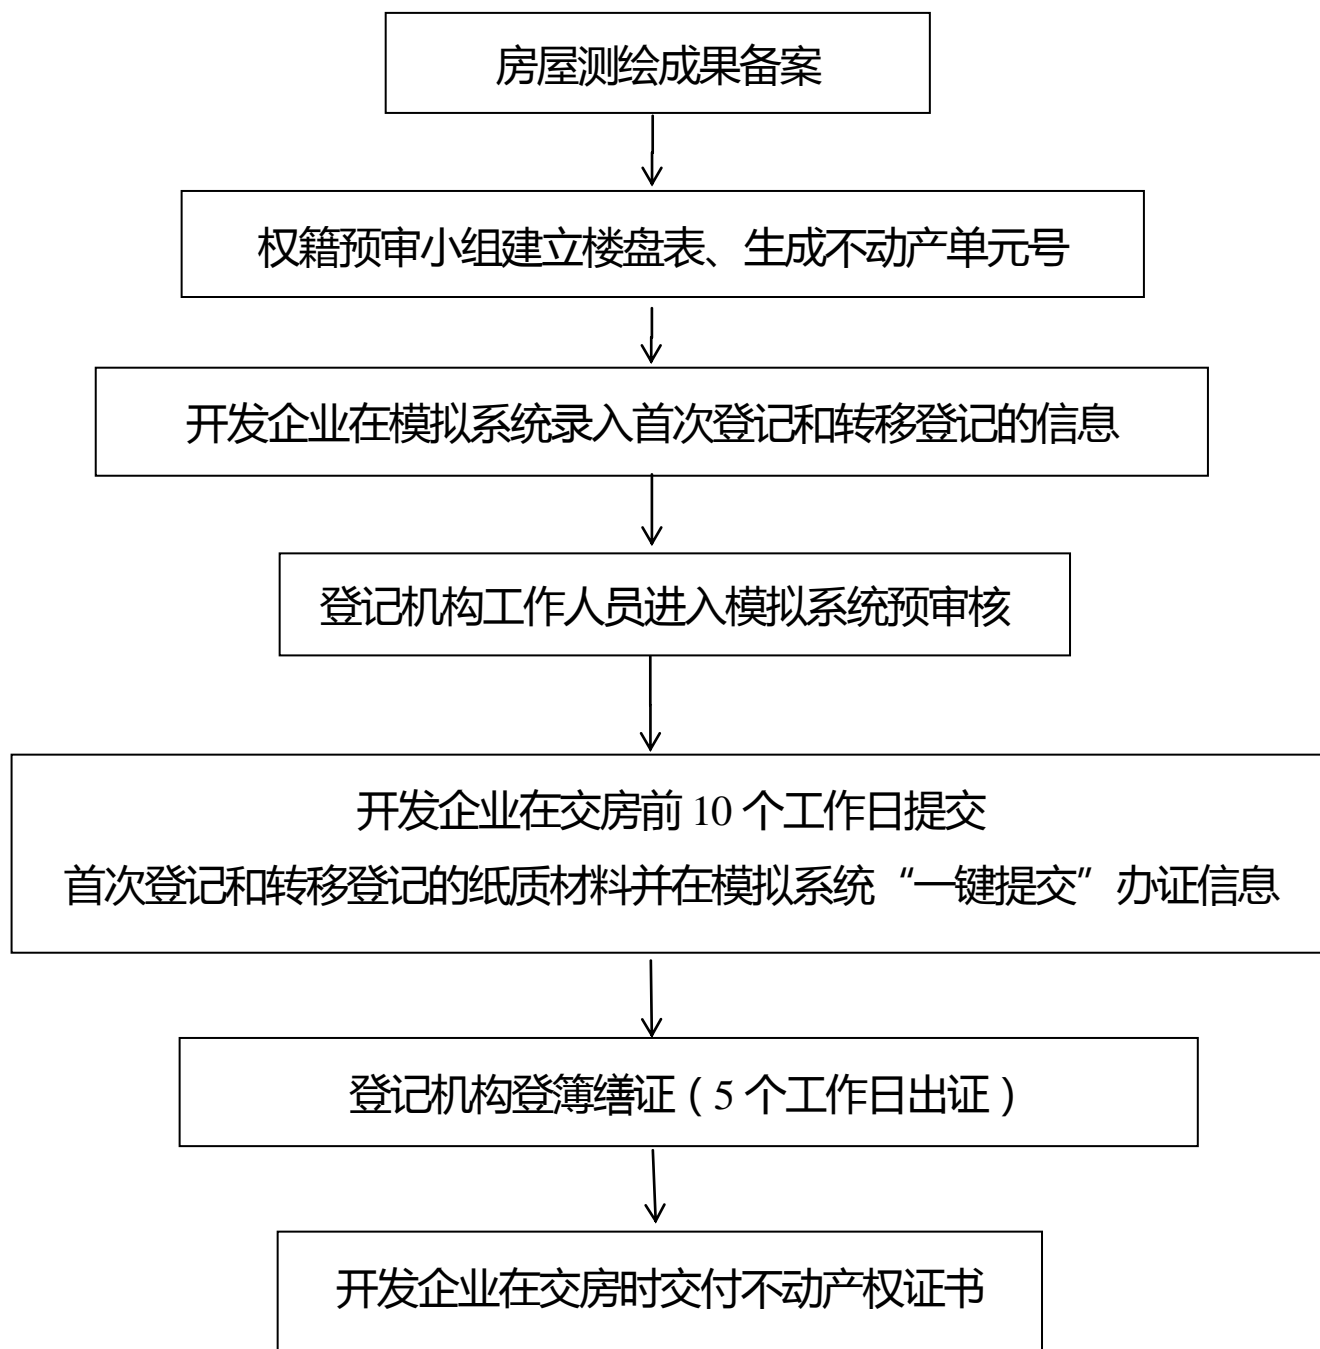 房屋测绘成果备案
权籍预审小组建立楼盘表、生成不动产单元号
开发企业在模拟系统录入首次登记和转移登记的信息
登记机构工作人员进入模拟系统预审核
开发企业在交房前 10 个工作日提交
首次登记和转移登记的纸质材料并在模拟系统“一键提交”办证信息
登记机构登簿缮证（5 个工作日出证）
开发企业在交房时交付不动产权证书